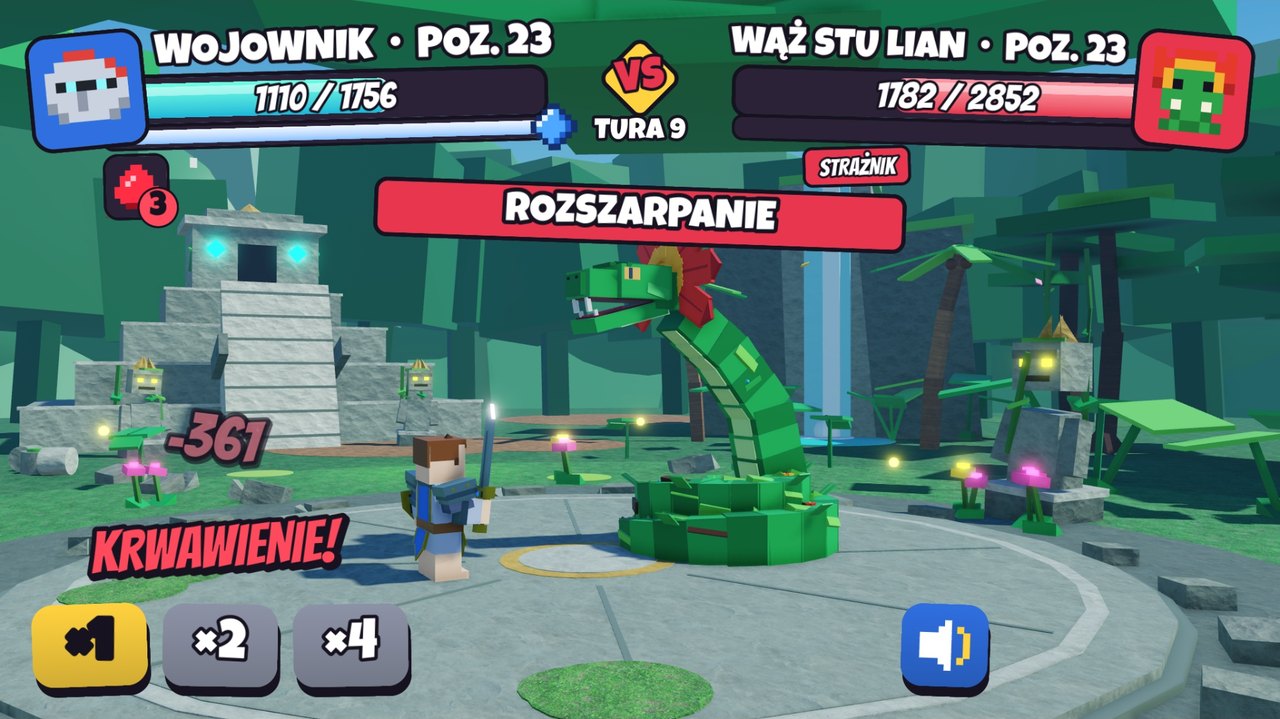 WOJOWNIK • POZ. 23
1110 / 1756
3
VS
TURA 9
WĄŻ STU LIAN • POZ. 23
1782 / 2852
STRAŻNIK
ROZSZARPANIE
-361
KRWAWIENIE!
×1
×2
×4